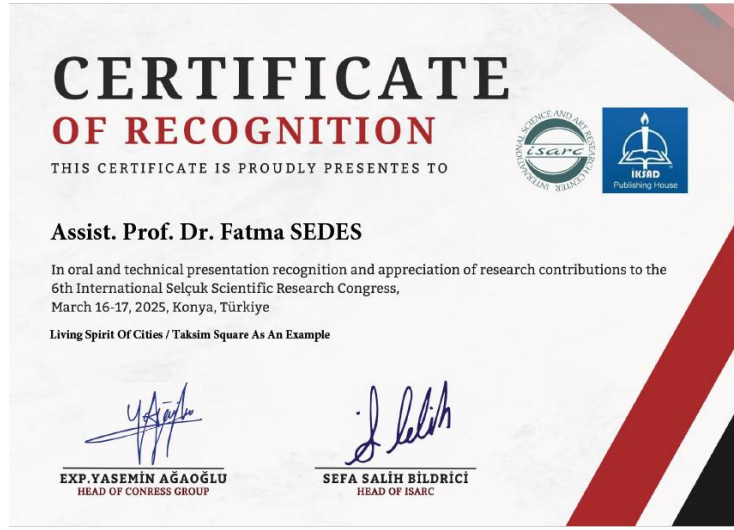 CERTIFICATE
OF RECOGNITION
THIS CERTIFICATE IS PROUDLY PRESENTES TO
INTERNATIONAL SCIENCE AND ART RESEARCH CENTER
isarc
İKSAD
Publishing House
Assist. Prof. Dr. Fatma SEDES
In oral and technical presentation recognition and appreciation of research contributions to the
6th International Selçuk Scientific Research Congress,
March 16-17, 2025, Konya, Türkiye
Living Spirit Of Cities / Taksim Square As An Example
EXP.YASEMİN AĞAOĞLU
HEAD OF CONRESS GROUP
SEFA SALİH BİLDRİCİ
HEAD OF ISARC